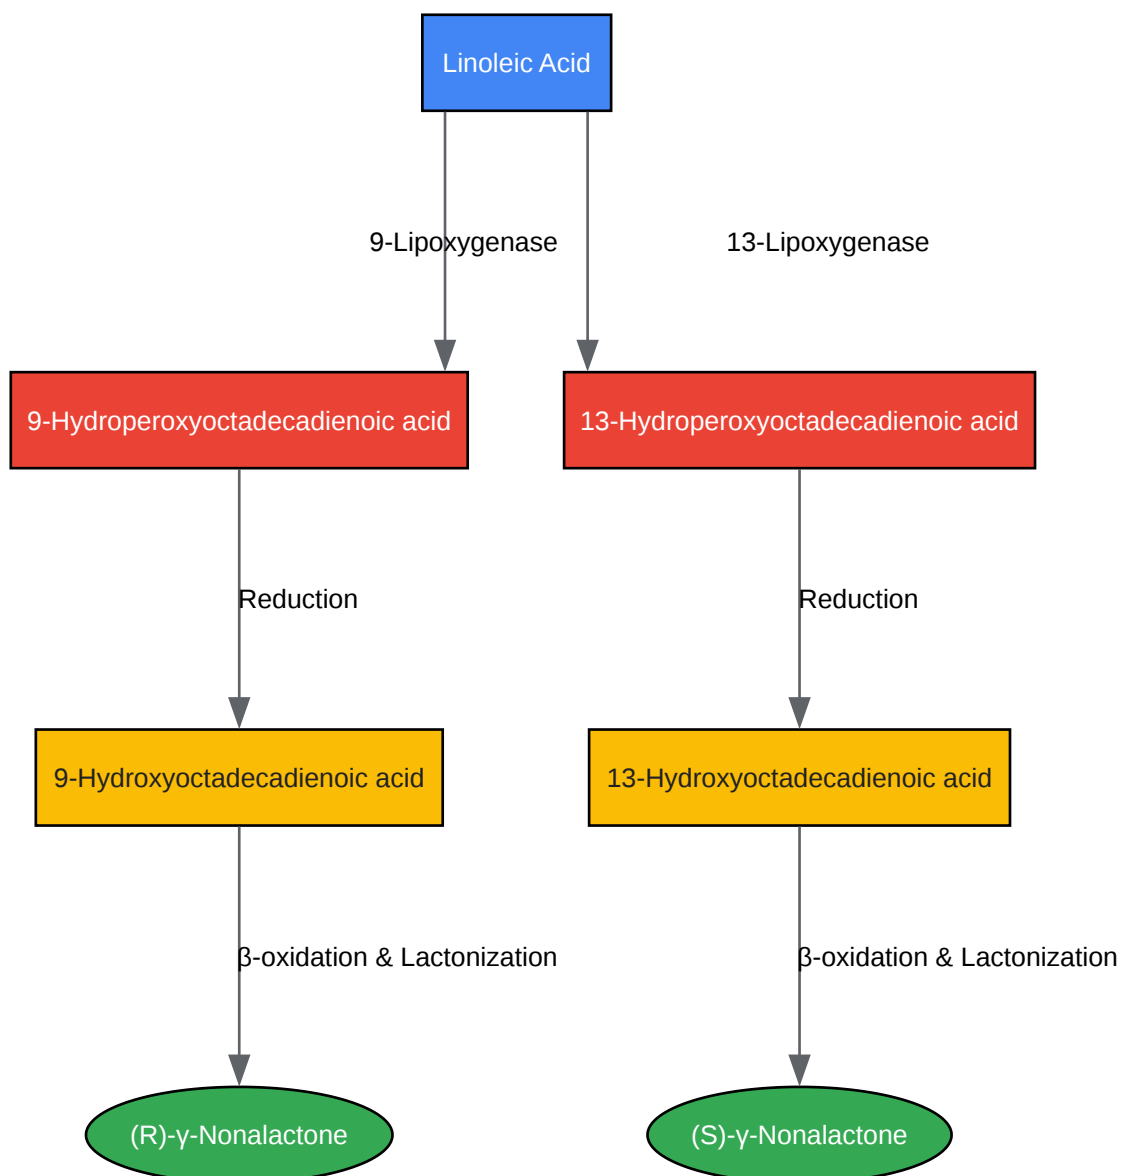 Linoleic Acid
9-Lipoxygenase
13-Lipoxygenase
9-Hydroperoxyoctadecadienoic acid
13-Hydroperoxyoctadecadienoic acid
Reduction
Reduction
9-Hydroxyoctadecadienoic acid
13-Hydroxyoctadecadienoic acid
β-oxidation & Lactonization
β-oxidation & Lactonization
(R)-γ-Nonalactone
(S)-γ-Nonalactone